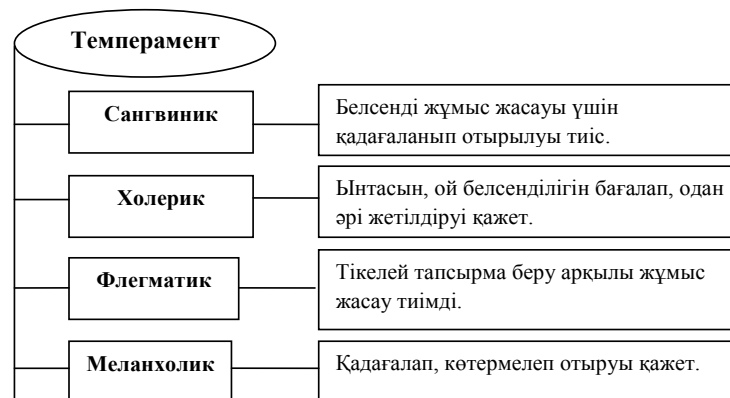 Темперамент
Сангвиник
Белсенді жұмыс жасауы үшін
қадағаланып отырылуы тиіс.
Холерик
Ынтасын, ой белсенділігін бағалап, одан
әрі жетілдіруі қажет.
Флегматик
Тікелей тапсырма беру арқылы жұмыс
жасау тиімді.
Меланхолик
Қадағалап, көтермелеп отыруы қажет.